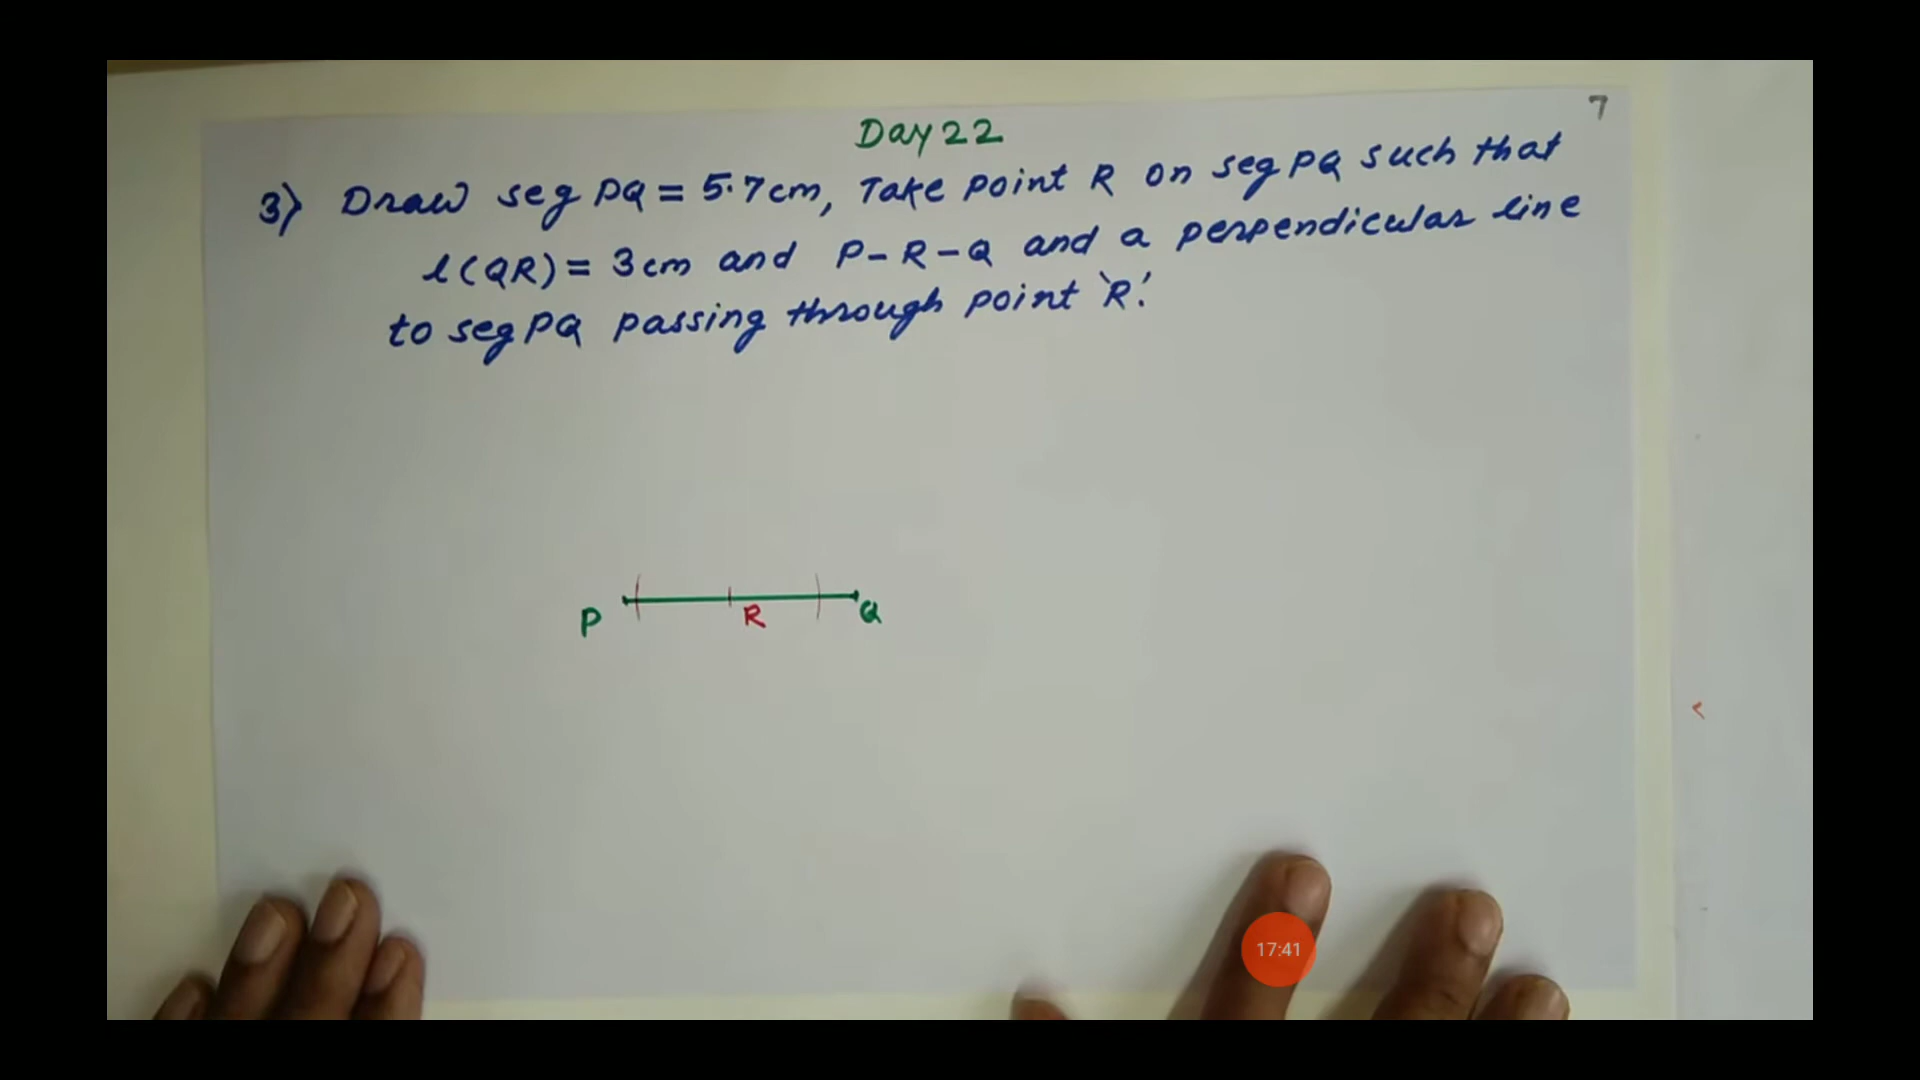 7
Day 22
3) Draw seg PQ = 5.7cm, Take point R on seg PQ such that
l(QR) = 3cm and P-R-Q and a perpendicular line
to seg PQ passing through point 'R'.
P R Q
17:41